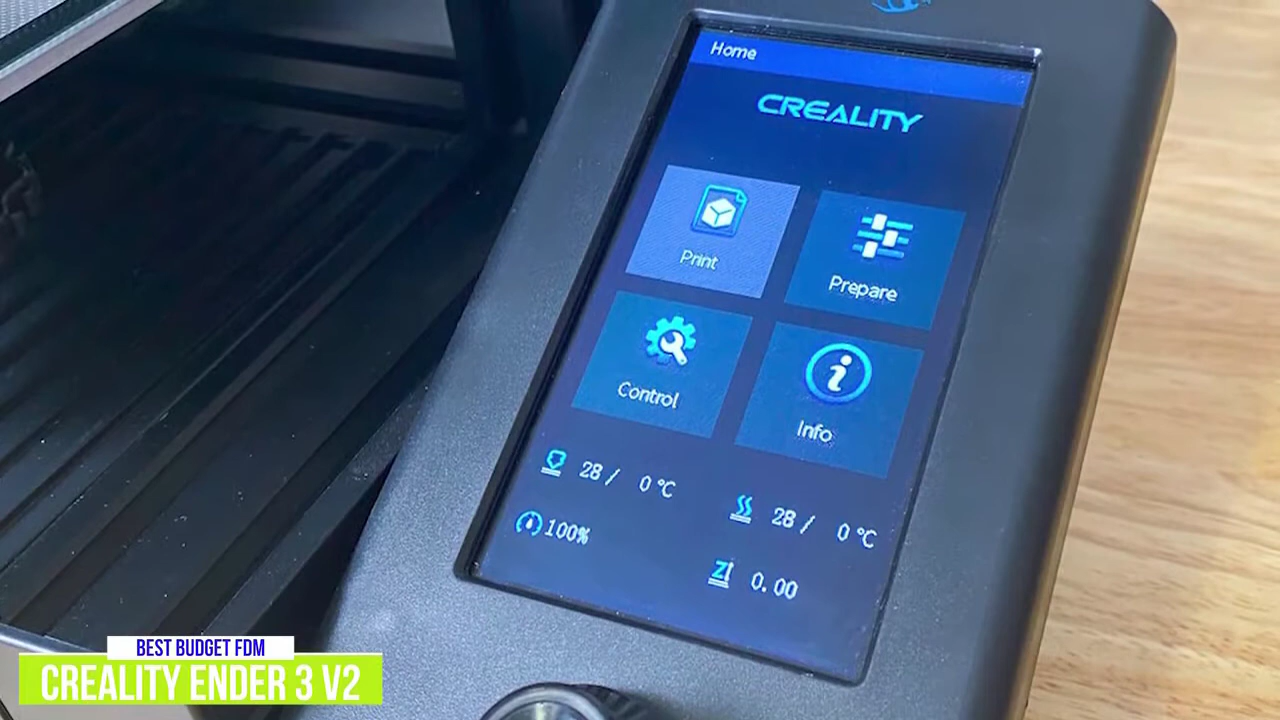 Home
CREALITY
Print
Prepare
Control
Info
28 / 0 °C
28 / 0 °C
100%
Z 0.00
BEST BUDGET FDM
CREALITY ENDER 3 V2